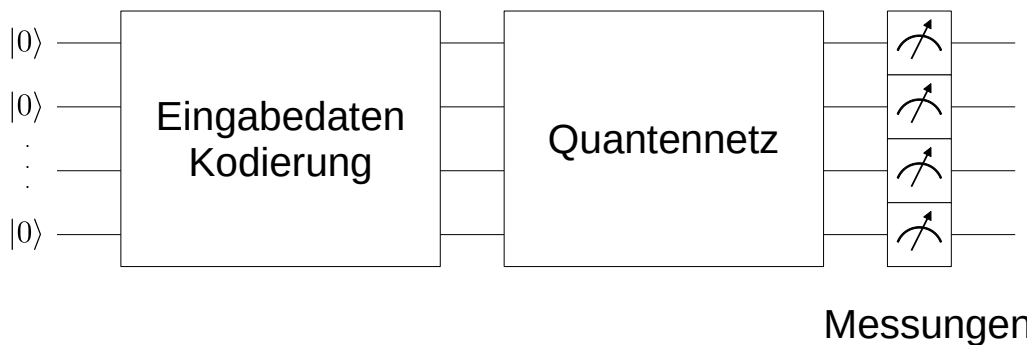 |0⟩
|0⟩
|0⟩
Eingabedaten
Kodierung
Quantennetz
Messungen